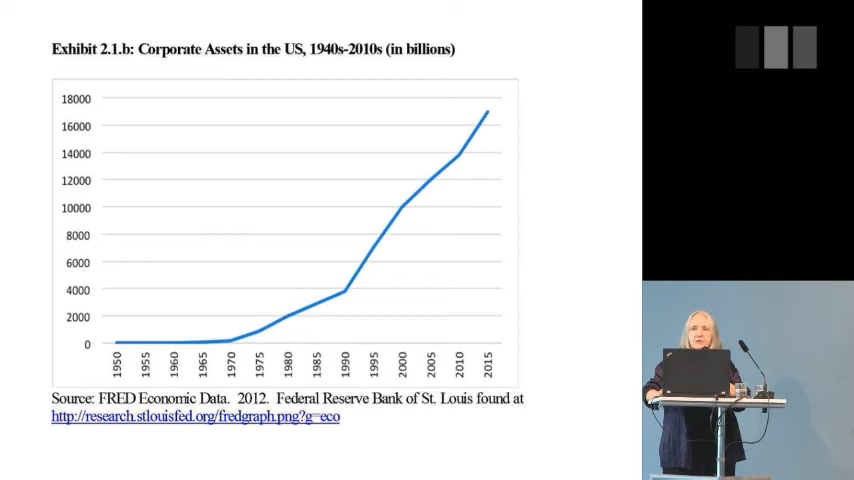 Exhibit 2.1.b: Corporate Assets in the US, 1940s-2010s (in billions)
18000
16000
14000
12000
10000
8000
6000
4000
2000
0
1950 1955 1960 1965 1970 1975 1980 1985 1990 1995 2000 2005 2010 2015
Source: FRED Economic Data. 2012. Federal Reserve Bank of St. Louis found at
http://research.stlouisfed.org/fredgraph.png?g=eco